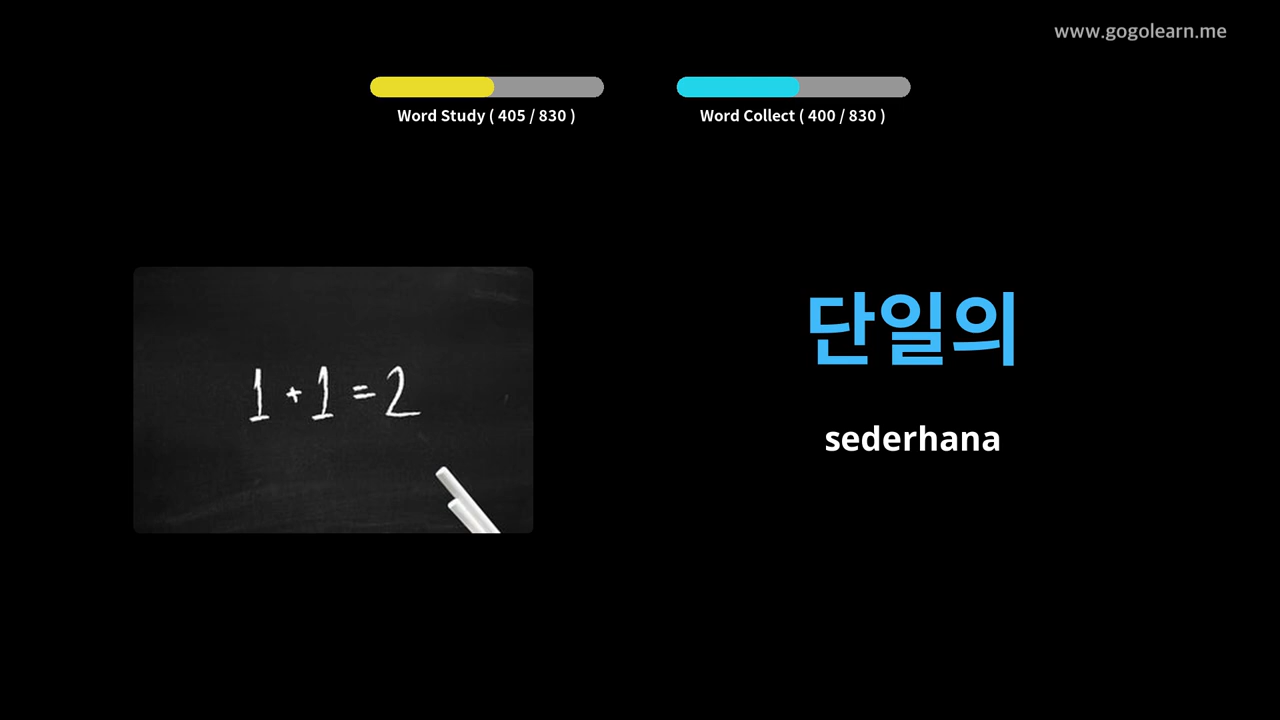 www.gogolearn.me
Word Study ( 405 / 830 )
Word Collect ( 400 / 830 )
1 + 1 = 2
단일의
sederhana